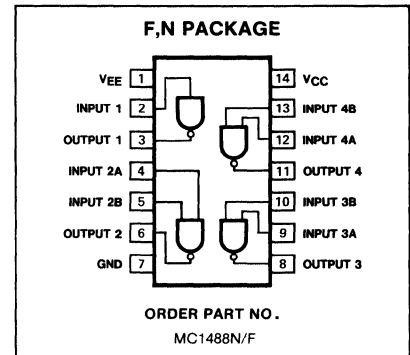 F,N PACKAGE
VEE 1 14 VCC
INPUT 1 2 13 INPUT 4B
OUTPUT 1 3 12 INPUT 4A
INPUT 2A 4 11 OUTPUT 4
INPUT 2B 5 10 INPUT 3B
OUTPUT 2 6 9 INPUT 3A
GND 7 8 OUTPUT 3
ORDER PART NO.
MC1488N/F